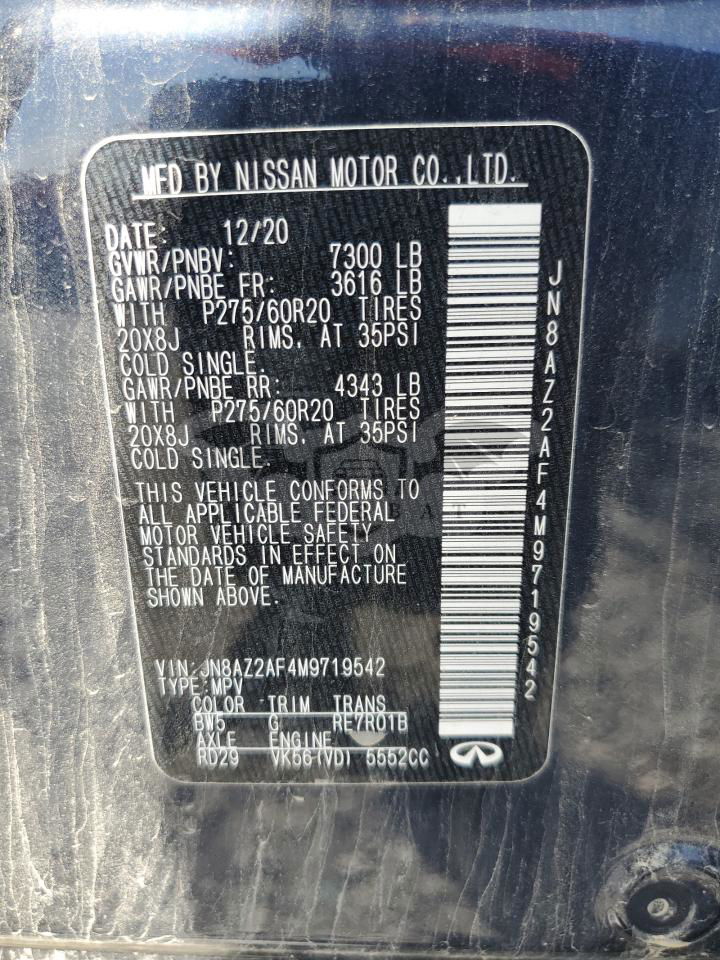 MFD BY NISSAN MOTOR CO.,LTD.
DATE: 12/20
GVWR/PNBV: 7300 LB
GAWR/PNBE FR: 3616 LB
WITH P275/60R20 TIRES
20X8J RIMS, AT 35PSI
COLD SINGLE.
GAWR/PNBE RR: 4343 LB
WITH P275/60R20 TIRES
20X8J RIMS, AT 35PSI
COLD SINGLE.
THIS VEHICLE CONFORMS TO
ALL APPLICABLE FEDERAL
MOTOR VEHICLE SAFETY
STANDARDS IN EFFECT ON
THE DATE OF MANUFACTURE
SHOWN ABOVE.
VIN:JN8AZ2AF4M9719542
TYPE:MPV
COLOR TRIM TRANS
BW5 G RE7R01B
AXLE ENGINE
RD29 VK56(VD) 5552CC
JN8AZ2AF4M9719542